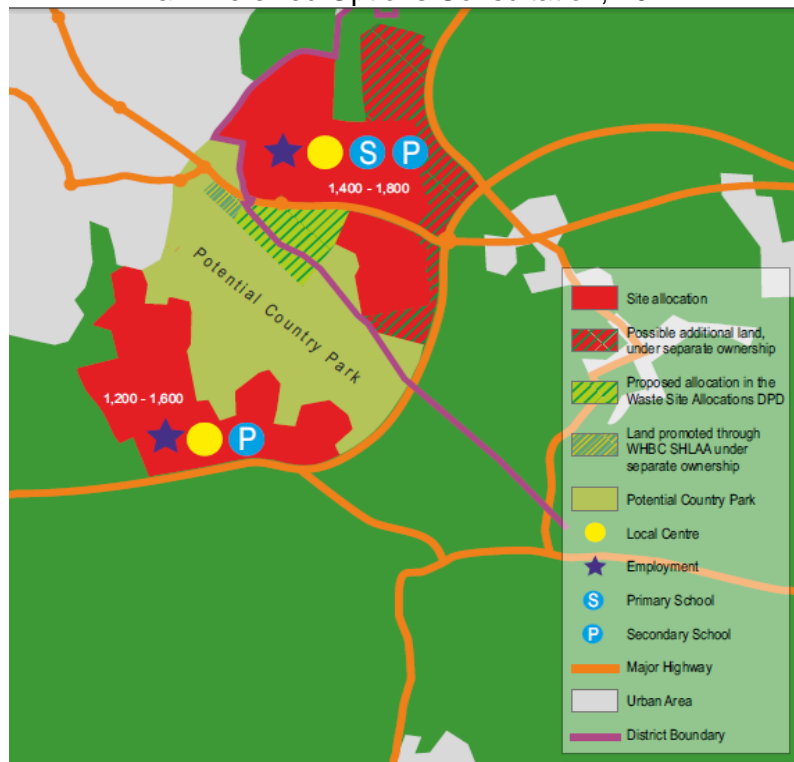 S P
1,400 - 1,800
Potential Country Park
1,200 - 1,600
P
Site allocation
Possible additional land,
under separate ownership
Proposed allocation in the
Waste Site Allocations DPD
Land promoted through
WHBC SHLAA under
separate ownership
Potential Country Park
Local Centre
Employment
S Primary School
P Secondary School
Major Highway
Urban Area
District Boundary